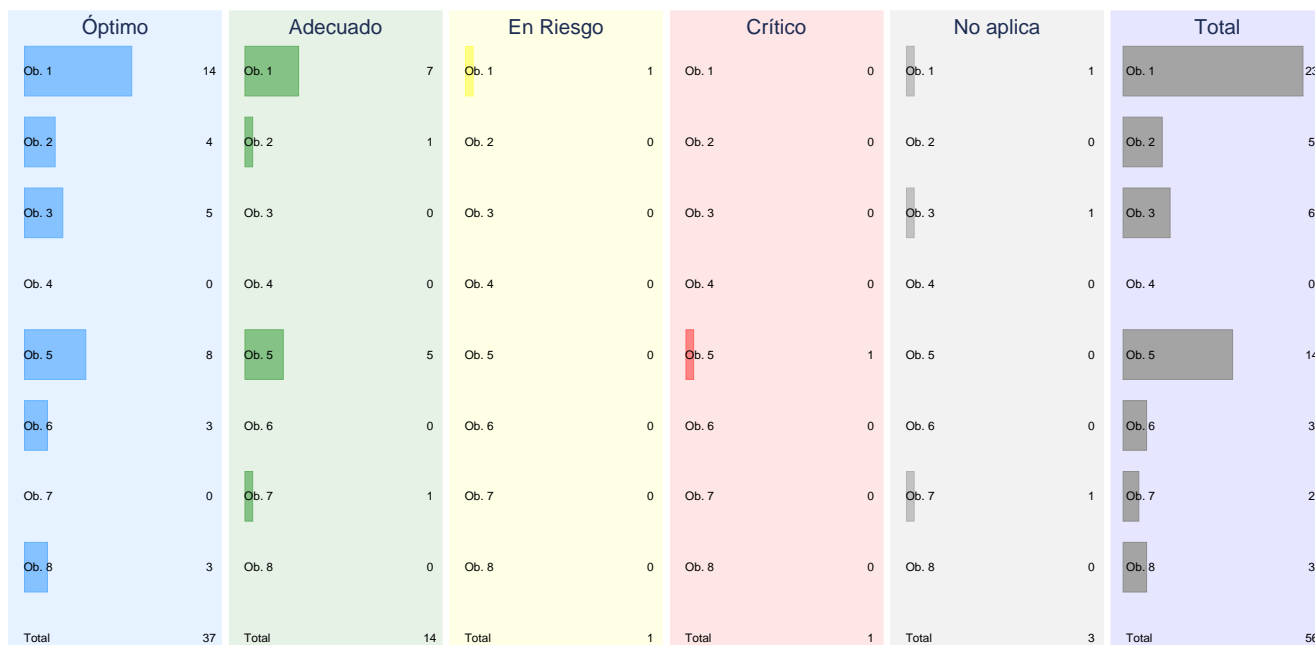 Óptimo Adecuado En Riesgo Crítico No aplica Total
Ob. 1 14 Ob. 1 7 Ob. 1 1 Ob. 1 0 Ob. 1 1 Ob. 1 23
Ob. 2 4 Ob. 2 1 Ob. 2 0 Ob. 2 0 Ob. 2 0 Ob. 2 5
Ob. 3 5 Ob. 3 0 Ob. 3 0 Ob. 3 0 Ob. 3 1 Ob. 3 6
Ob. 4 0 Ob. 4 0 Ob. 4 0 Ob. 4 0 Ob. 4 0 Ob. 4 0
Ob. 5 8 Ob. 5 5 Ob. 5 0 Ob. 5 1 Ob. 5 0 Ob. 5 14
Ob. 6 3 Ob. 6 0 Ob. 6 0 Ob. 6 0 Ob. 6 0 Ob. 6 3
Ob. 7 0 Ob. 7 1 Ob. 7 0 Ob. 7 0 Ob. 7 1 Ob. 7 2
Ob. 8 3 Ob. 8 0 Ob. 8 0 Ob. 8 0 Ob. 8 0 Ob. 8 3
Total 37 Total 14 Total 1 Total 1 Total 3 Total 56